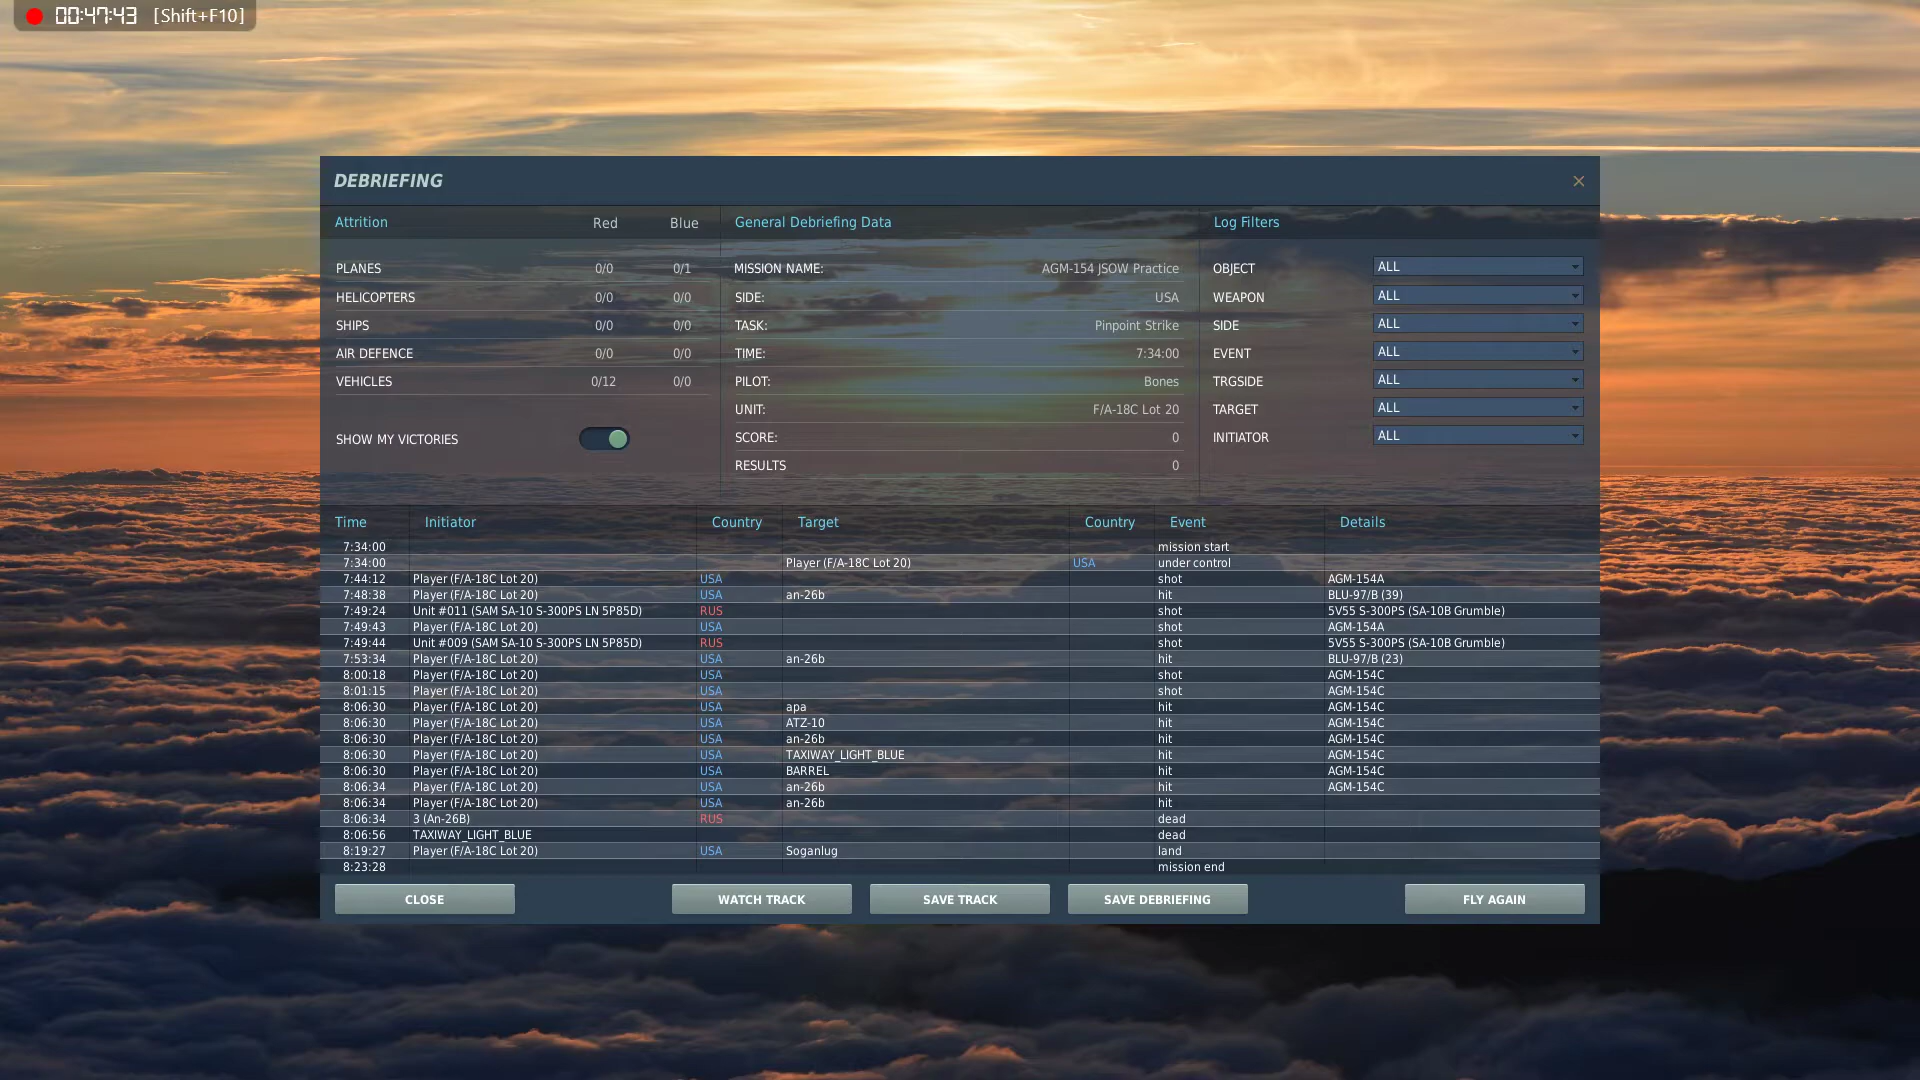 00:47:43 [Shift+F10]
DEBRIEFING
Attrition Red Blue
PLANES 0/0 0/1
HELICOPTERS 0/0 0/0
SHIPS 0/0 0/0
AIR DEFENCE 0/0 0/0
VEHICLES 0/12 0/0
SHOW MY VICTORIES
General Debriefing Data
MISSION NAME: AGM-154 JSOW Practice
SIDE: USA
TASK: Pinpoint Strike
TIME: 7:34:00
PILOT: Bones
UNIT: F/A-18C Lot 20
SCORE: 0
RESULTS 0
Log Filters
OBJECT ALL
WEAPON ALL
SIDE ALL
EVENT ALL
TRGSIDE ALL
TARGET ALL
INITIATOR ALL
Time Initiator Country Target Country Event Details
7:34:00 mission start
7:34:00 Player (F/A-18C Lot 20) USA under control
7:44:12 Player (F/A-18C Lot 20) USA shot AGM-154A
7:48:38 Player (F/A-18C Lot 20) USA an-26b hit BLU-97/B (39)
7:49:24 Unit #011 (SAM SA-10 S-300PS LN 5P85D) RUS shot 5V55 S-300PS (SA-10B Grumble)
7:49:43 Player (F/A-18C Lot 20) USA shot AGM-154A
7:49:44 Unit #009 (SAM SA-10 S-300PS LN 5P85D) RUS shot 5V55 S-300PS (SA-10B Grumble)
7:53:34 Player (F/A-18C Lot 20) USA an-26b hit BLU-97/B (23)
8:00:18 Player (F/A-18C Lot 20) USA shot AGM-154C
8:01:15 Player (F/A-18C Lot 20) USA shot AGM-154C
8:06:30 Player (F/A-18C Lot 20) USA apa hit AGM-154C
8:06:30 Player (F/A-18C Lot 20) USA ATZ-10 hit AGM-154C
8:06:30 Player (F/A-18C Lot 20) USA an-26b hit AGM-154C
8:06:30 Player (F/A-18C Lot 20) USA TAXIWAY_LIGHT_BLUE hit AGM-154C
8:06:30 Player (F/A-18C Lot 20) USA BARREL hit AGM-154C
8:06:34 Player (F/A-18C Lot 20) USA an-26b hit AGM-154C
8:06:34 Player (F/A-18C Lot 20) USA an-26b hit
8:06:34 3 (An-26B) RUS dead
8:06:56 TAXIWAY_LIGHT_BLUE dead
8:19:27 Player (F/A-18C Lot 20) USA Soganlug land
8:23:28 mission end
CLOSE WATCH TRACK SAVE TRACK SAVE DEBRIEFING FLY AGAIN